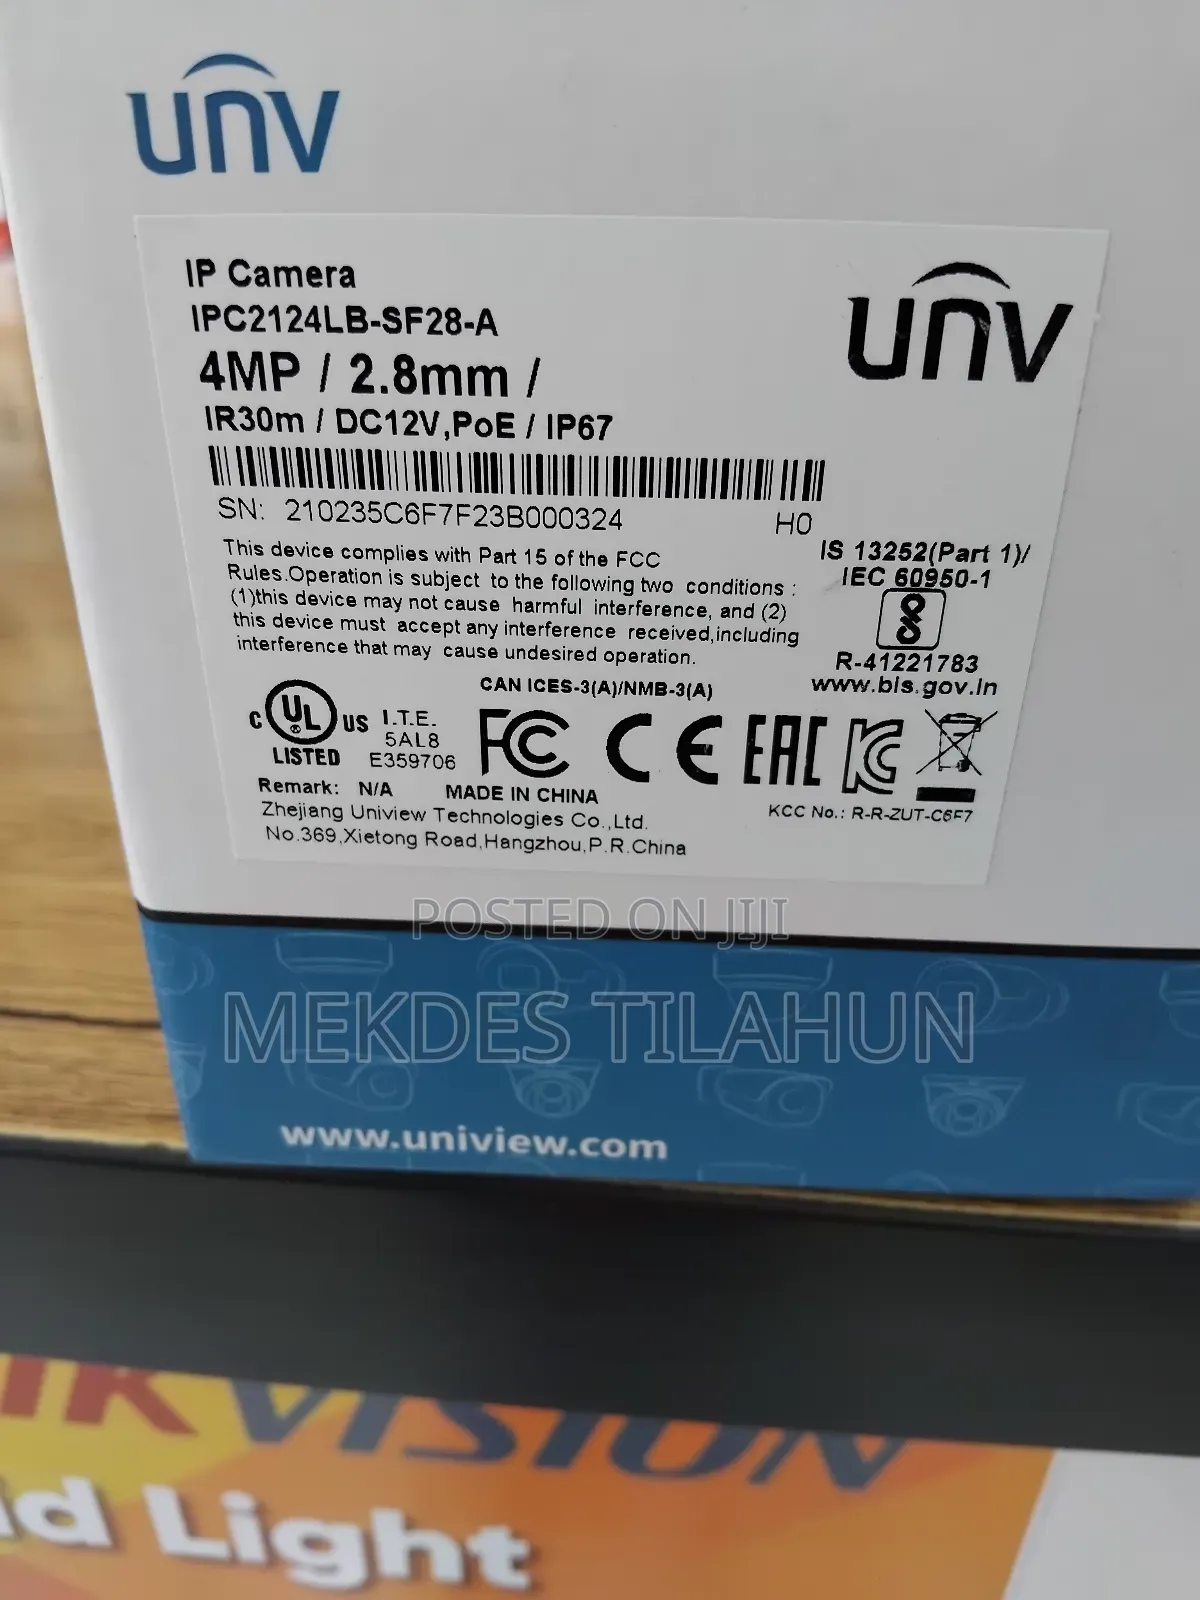 unv
IP Camera
IPC2124LB-SF28-A
4MP / 2.8mm /
IR30m / DC12V,PoE / IP67
unv
SN: 210235C6F7F23B000324
H0
This device complies with Part 15 of the FCC
Rules.Operation is subject to the following two conditions :
(1)this device may not cause harmful interference, and (2)
this device must accept any interference received,including
interference that may cause undesired operation.
IS 13252(Part 1)/
IEC 60950-1
R-41221783
www.bis.gov.in
CAN ICES-3(A)/NMB-3(A)
C UL US
LISTED
I.T.E.
5AL8
E359706
FC CE EAC KC
Remark: N/A
MADE IN CHINA
KCC No.: R-R-ZUT-C6F7
Zhejiang Uniview Technologies Co.,Ltd.
No.369,Xietong Road,Hangzhou,P.R.China
POSTED ON JIJI
MEKDES TILAHUN
www.uniview.com
IKVISION
id Light